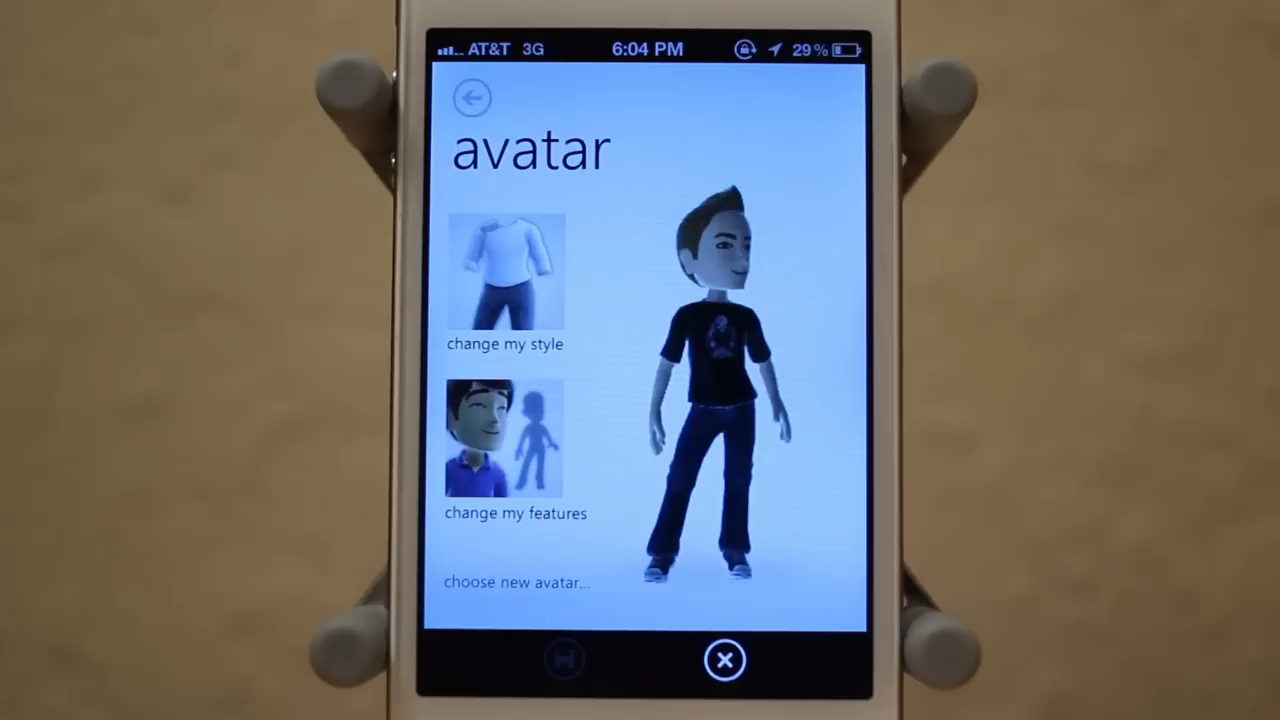 AT&T 3G 6:04 PM 29%
avatar
change my style
change my features
choose new avatar...